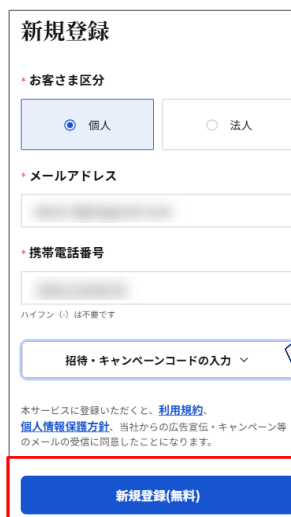 新規登録
* お客さま区分
個人
法人
* メールアドレス
* 携帯電話番号
ハイフン (-) は不要です
招待・キャンペーンコードの入力
本サービスに登録いただくと、利用規約、
個人情報保護方針、当社からの広告宣伝・キャンペーン等
のメールの受信に同意したことになります。
新規登録(無料)